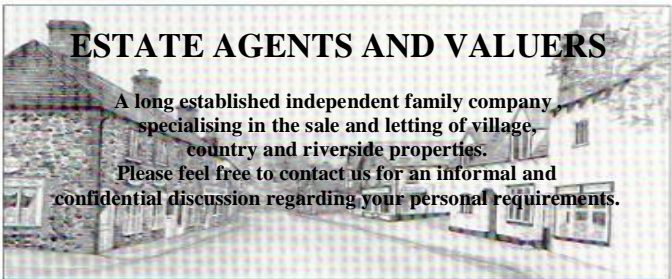 ESTATE AGENTS AND VALUERS
A long established independent family company ,
specialising in the sale and letting of village,
country and riverside properties.
Please feel free to contact us for an informal and
confidential discussion regarding your personal requirements.